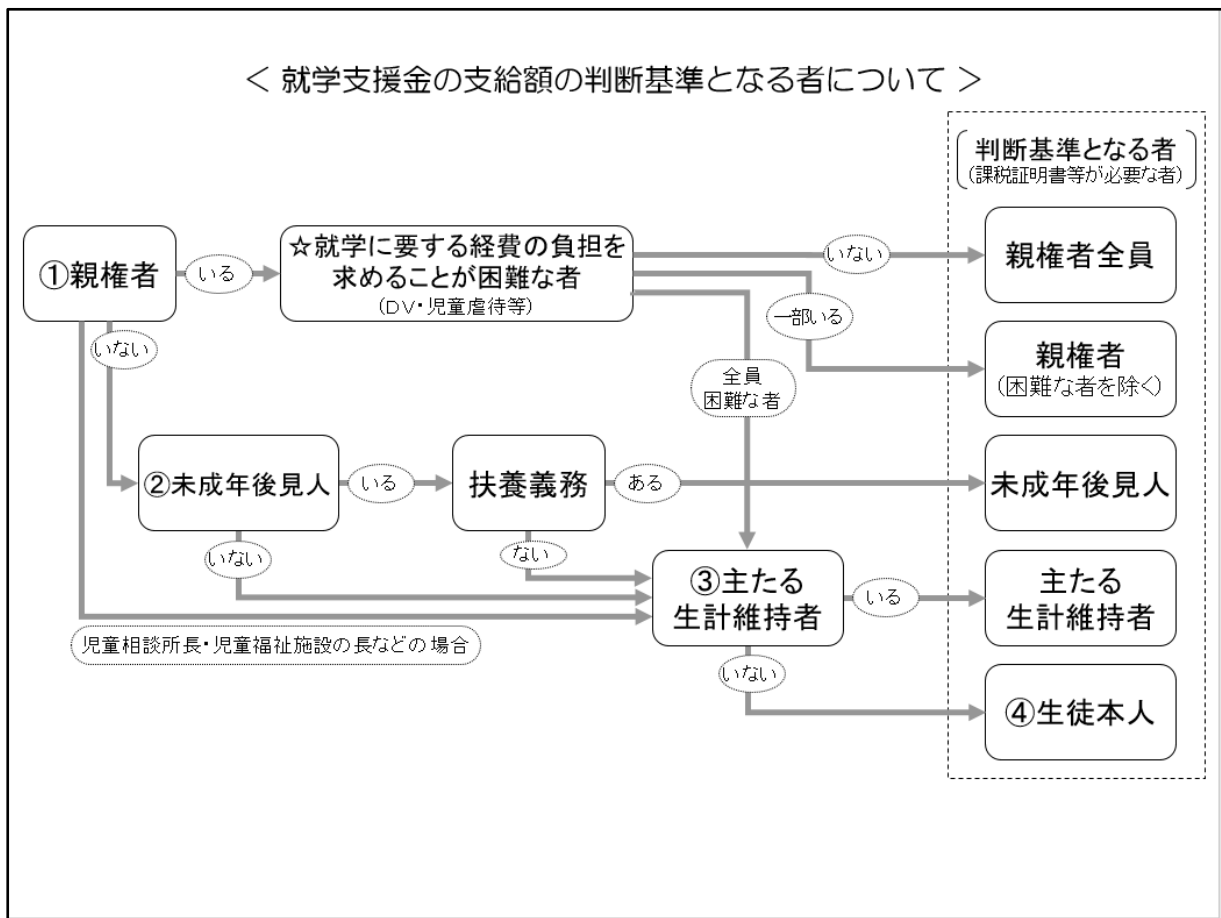 ＜ 就学支援金の支給額の判断基準となる者について ＞
判断基準となる者
(課税証明書等が必要な者)
①親権者
いる
☆就学に要する経費の負担を
求めることが困難な者
(DV・児童虐待等)
いない
親権者全員
一部いる
親権者
(困難な者を除く)
いない
全員
困難な者
②未成年後見人
いる
扶養義務
ある
未成年後見人
いない
ない
③主たる
生計維持者
いる
主たる
生計維持者
児童相談所長・児童福祉施設の長などの場合
いない
④生徒本人